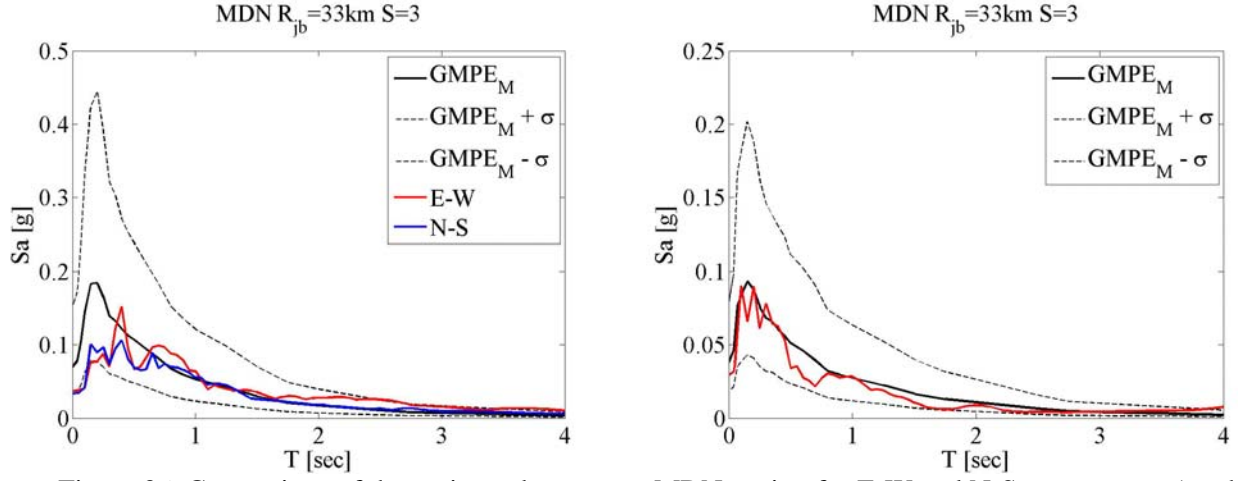 MDN R_jb=33km S=3
0.5
0.4
0.3
0.2
0.1
0
Sa [g]
GMPE_M
GMPE_M + σ
GMPE_M - σ
E-W
N-S
0 1 2 3 4
T [sec]
MDN R_jb=33km S=3
0.25
0.2
0.15
0.1
0.05
0
Sa [g]
GMPE_M
GMPE_M + σ
GMPE_M - σ
0 1 2 3 4
T [sec]